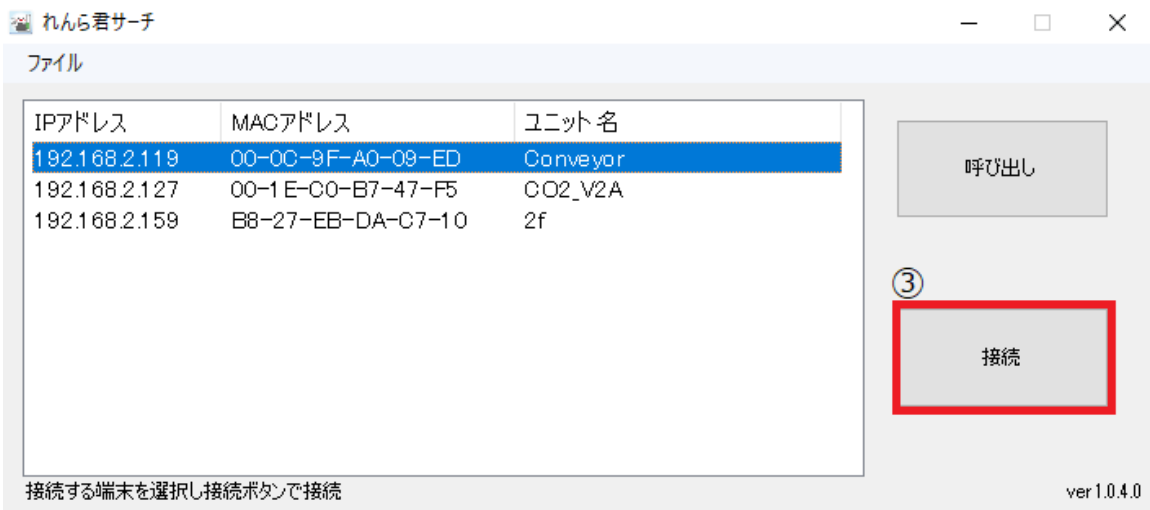 れんら君サーチ
ファイル
IPアドレス MACアドレス ユニット名
192.168.2.119 00-0C-9F-A0-09-ED Conveyor
192.168.2.127 00-1E-C0-B7-47-F5 CO2_V2A
192.168.2.159 B8-27-EB-DA-C7-10 2f
呼び出し
③
接続
接続する端末を選択し接続ボタンで接続 ver1.0.4.0